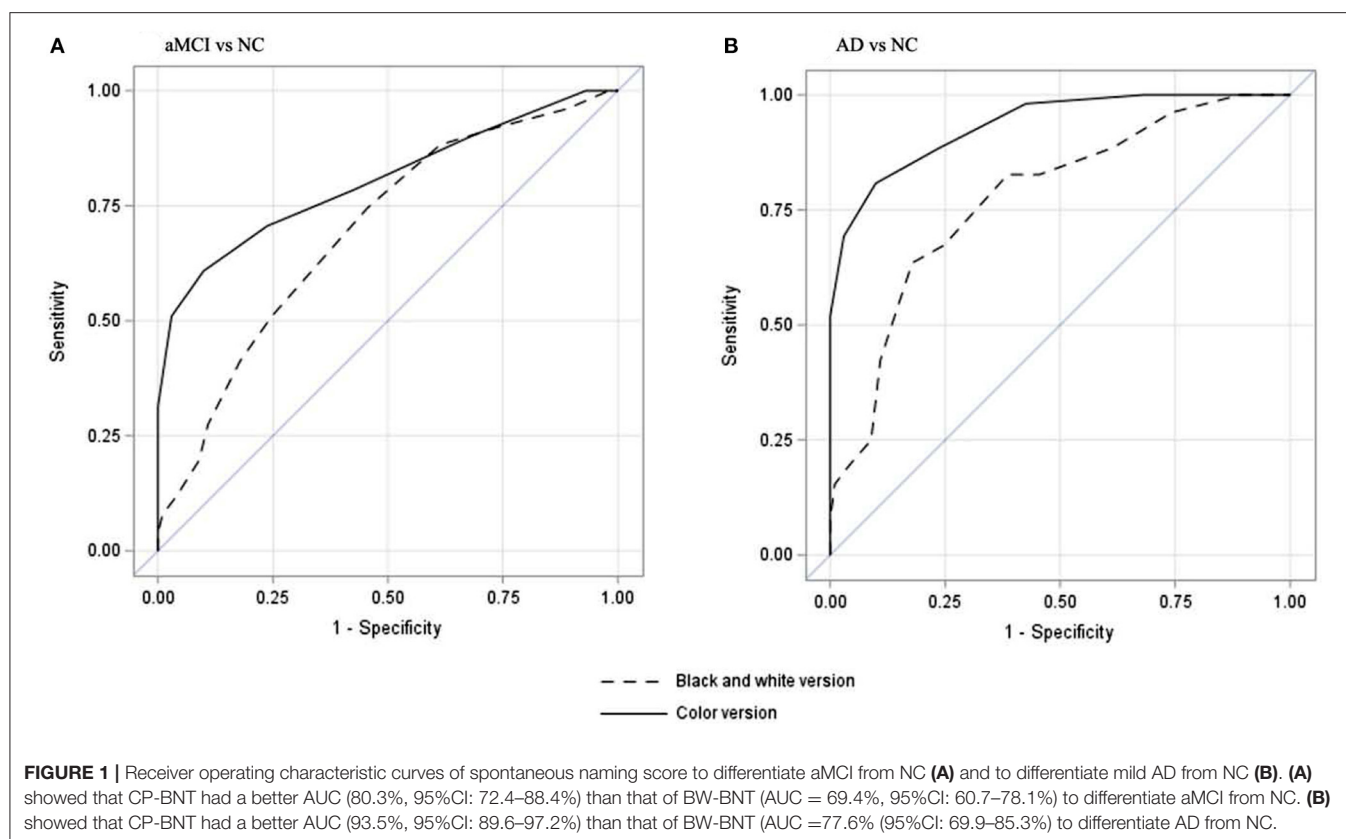 A aMCI vs NC
1.00
0.75
0.50
0.25
0.00
Sensitivity
0.00 0.25 0.50 0.75 1.00
1 - Specificity
B AD vs NC
1.00
0.75
0.50
0.25
0.00
Sensitivity
0.00 0.25 0.50 0.75 1.00
1 - Specificity
Black and white version
Color version
FIGURE 1 | Receiver operating characteristic curves of spontaneous naming score to differentiate aMCI from NC (A) and to differentiate mild AD from NC (B). (A)
showed that CP-BNT had a better AUC (80.3%, 95%CI: 72.4–88.4%) than that of BW-BNT (AUC = 69.4%, 95%CI: 60.7–78.1%) to differentiate aMCI from NC. (B)
showed that CP-BNT had a better AUC (93.5%, 95%CI: 89.6–97.2%) than that of BW-BNT (AUC =77.6% (95%CI: 69.9–85.3%) to differentiate AD from NC.